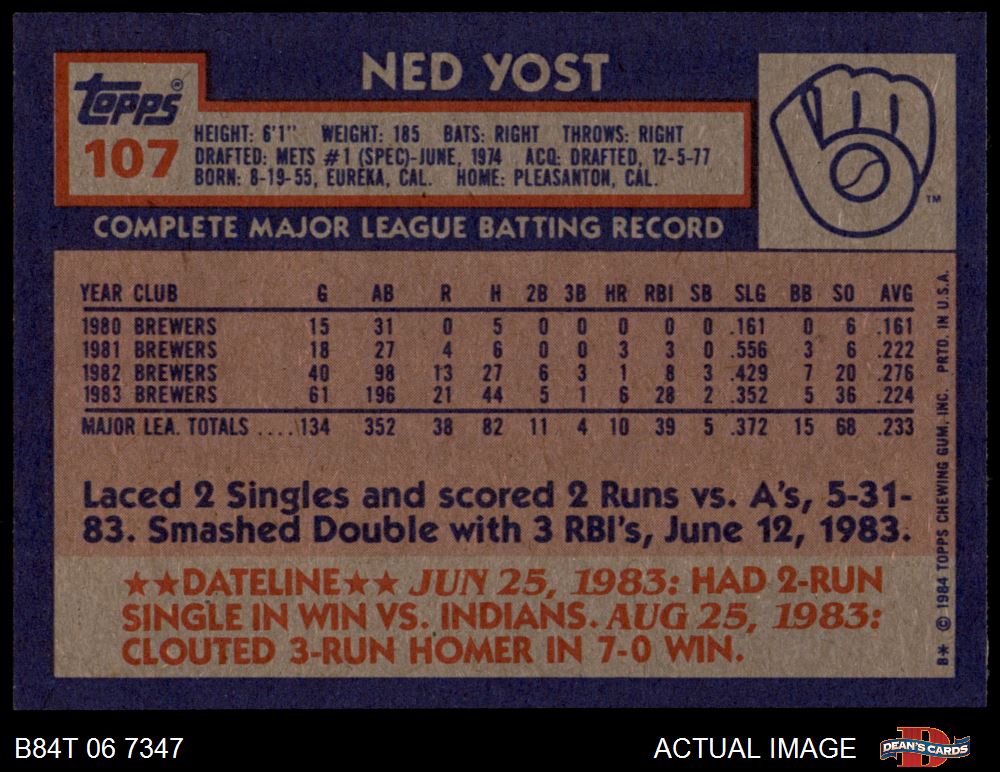 NED YOST
TOPPS®
107
HEIGHT: 6'1" WEIGHT: 185 BATS: RIGHT THROWS: RIGHT
DRAFTED: METS #1 (SPEC)-JUNE, 1974 ACQ: DRAFTED, 12-5-77
BORN: 8-19-55, EUREKA, CAL. HOME: PLEASANTON, CAL.
TM
COMPLETE MAJOR LEAGUE BATTING RECORD
YEAR CLUB G AB R H 2B 3B HR RBI SB SLG BB SO AVG
1980 BREWERS 15 31 0 5 0 0 0 0 0 .161 0 6 .161
1981 BREWERS 18 27 4 6 0 0 3 3 0 .556 3 6 .222
1982 BREWERS 40 98 13 27 6 3 1 8 3 .429 7 20 .276
1983 BREWERS 61 196 21 44 5 1 6 28 2 .352 5 36 .224
MAJOR LEA. TOTALS ....134 352 38 82 11 4 10 39 5 .372 15 68 .233
Laced 2 Singles and scored 2 Runs vs. A's, 5-31-
83. Smashed Double with 3 RBI's, June 12, 1983.
★★DATELINE★★ JUN 25, 1983: HAD 2-RUN
SINGLE IN WIN VS. INDIANS. AUG 25, 1983:
CLOUTED 3-RUN HOMER IN 7-0 WIN.
B* © 1984 TOPPS CHEWING GUM, INC. PRTD. IN U.S.A.
B84T 06 7347
ACTUAL IMAGE
DEAN'S CARDS